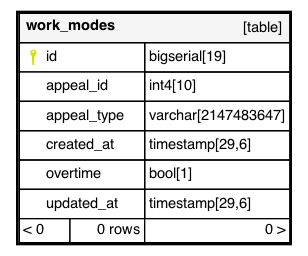 work_modes [table]
id bigserial[19]
appeal_id int4[10]
appeal_type varchar[2147483647]
created_at timestamp[29,6]
overtime bool[1]
updated_at timestamp[29,6]
< 0 0 rows 0 >